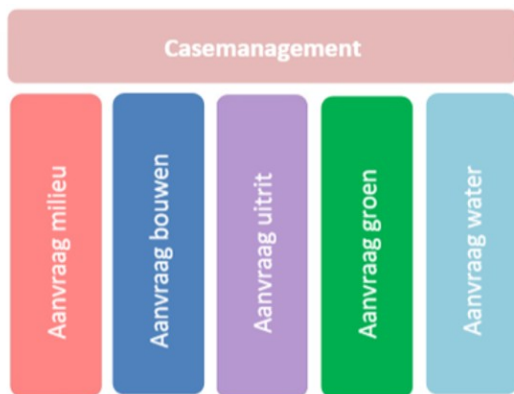 Casemanagement
Aanvraag milieu
Aanvraag bouwen
Aanvraag uitrit
Aanvraag groen
Aanvraag water